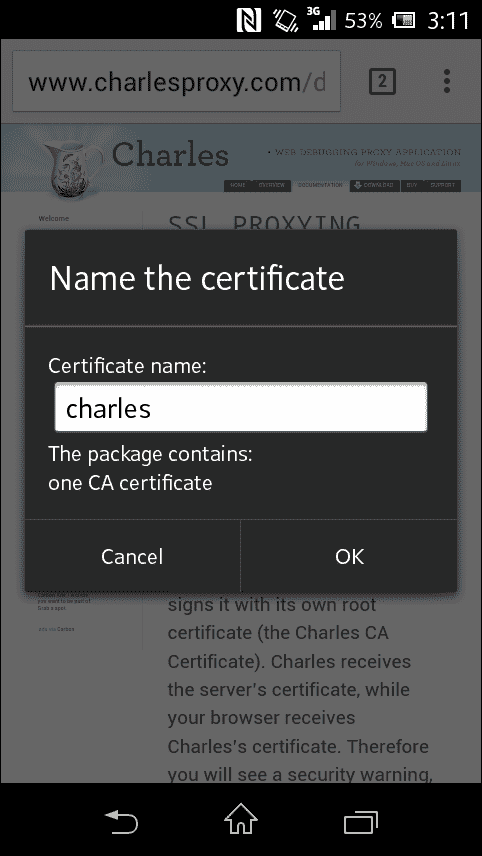 3G 53% 3:11
www.charlesproxy.com/d 2
Charles
• WEB DEBUGGING PROXY APPLICATION
for Windows, Mac OS and Linux
HOME OVERVIEW DOCUMENTATION DOWNLOAD BUY SUPPORT
Welcome
SSL PROXYING
Name the certificate
Certificate name:
charles
The package contains:
one CA certificate
Cancel OK
signs it with its own root
certificate (the Charles CA
Certificate). Charles receives
the server's certificate, while
your browser receives
Charles's certificate. Therefore
you will see a security warning,